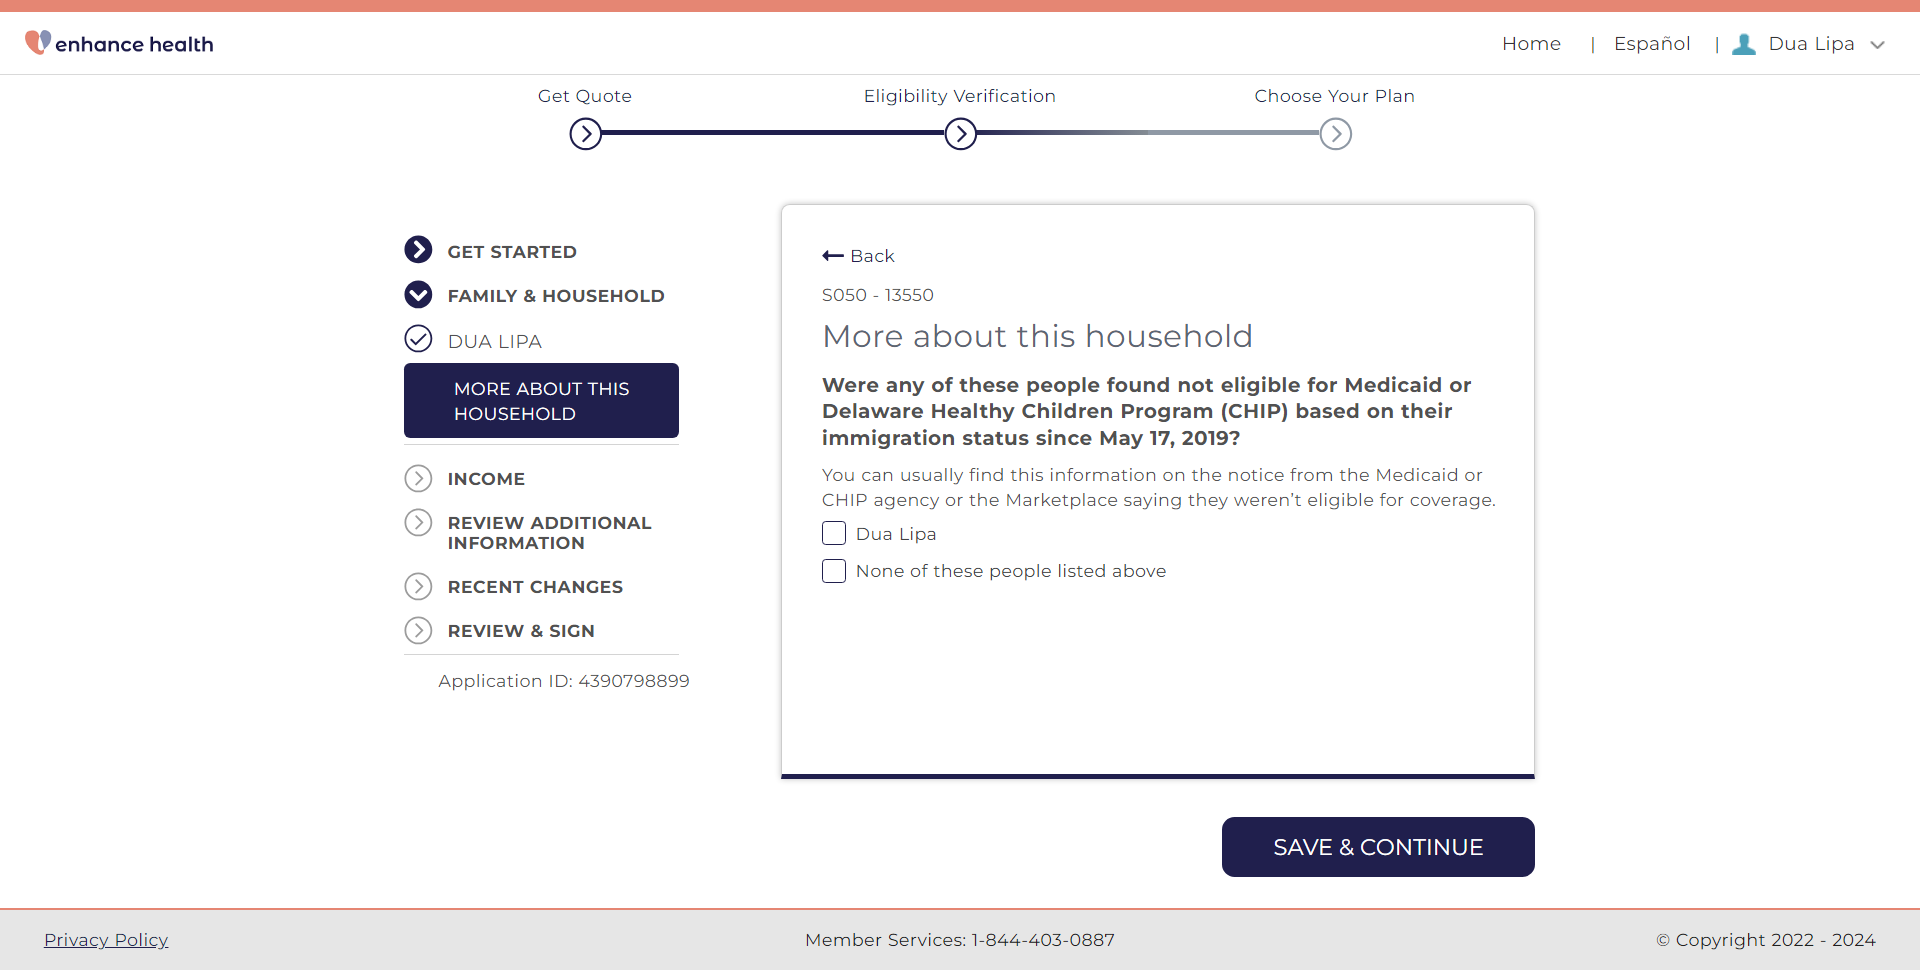 enhance health
Home | Español | Dua Lipa
Get Quote
Eligibility Verification
Choose Your Plan
GET STARTED
FAMILY & HOUSEHOLD
DUA LIPA
MORE ABOUT THIS
HOUSEHOLD
INCOME
REVIEW ADDITIONAL
INFORMATION
RECENT CHANGES
REVIEW & SIGN
Application ID: 4390798899
Back
S050 - 13550
More about this household
Were any of these people found not eligible for Medicaid or
Delaware Healthy Children Program (CHIP) based on their
immigration status since May 17, 2019?
You can usually find this information on the notice from the Medicaid or
CHIP agency or the Marketplace saying they weren’t eligible for coverage.
Dua Lipa
None of these people listed above
SAVE & CONTINUE
Privacy Policy
Member Services: 1-844-403-0887
© Copyright 2022 - 2024